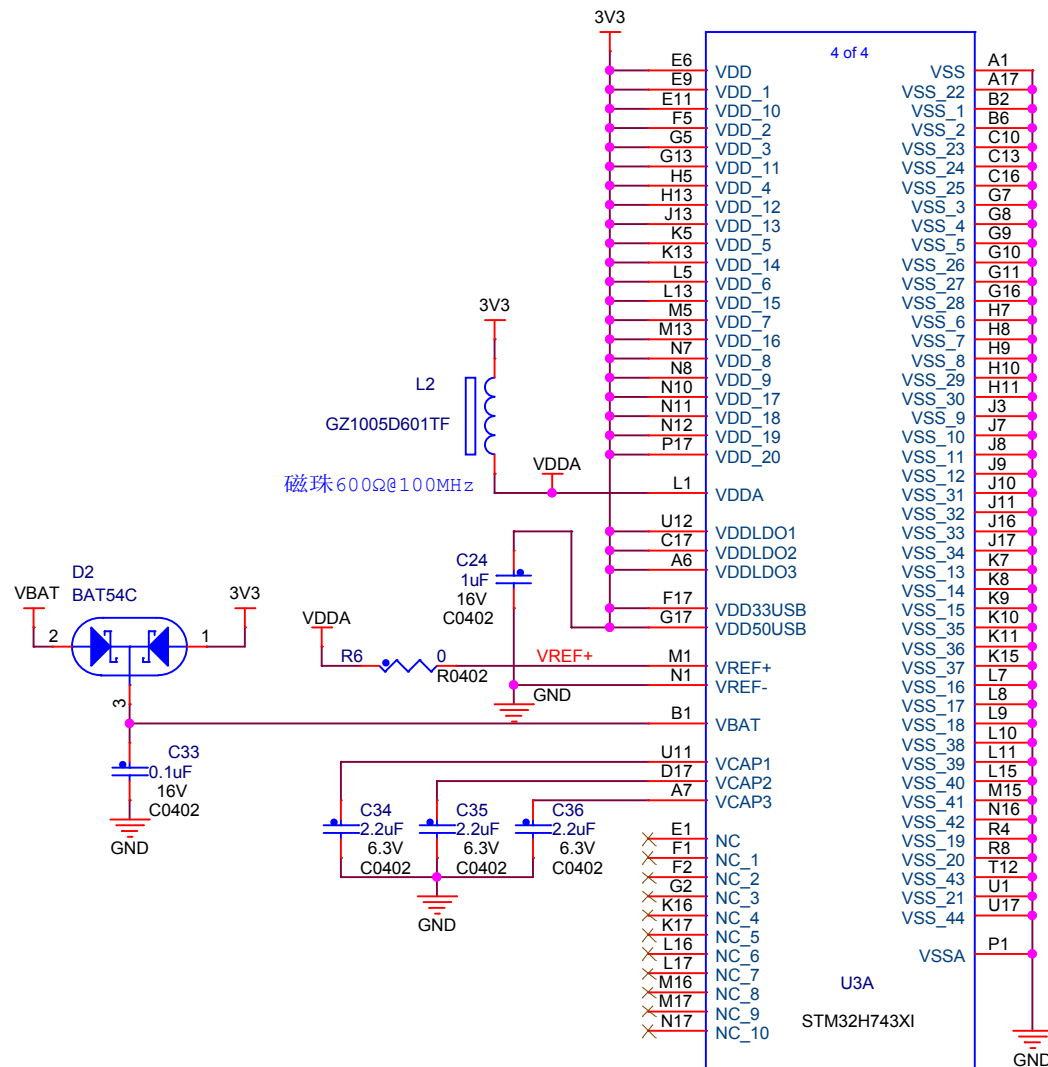 3V3
4 of 4
E6 VDD
E9 VDD_1
E11 VDD_10
F5 VDD_2
G5 VDD_3
G13 VDD_11
H5 VDD_4
H13 VDD_12
J13 VDD_13
K5 VDD_5
K13 VDD_14
L5 VDD_6
L13 VDD_15
M5 VDD_7
M13 VDD_16
N7 VDD_8
N8 VDD_9
N10 VDD_17
N11 VDD_18
N12 VDD_19
P17 VDD_20
L1 VDDA
U12 VDDLDO1
C17 VDDLDO2
A6 VDDLDO3
F17 VDD33USB
G17 VDD50USB
M1 VREF+
N1 VREF-
B1 VBAT
U11 VCAP1
D17 VCAP2
A7 VCAP3
E1 NC
F1 NC_1
F2 NC_2
G2 NC_3
K16 NC_4
K17 NC_5
L16 NC_6
L17 NC_7
M16 NC_8
M17 NC_9
N17 NC_10
VSS A1
VSS_22 A17
VSS_1 B2
VSS_2 B6
VSS_23 C10
VSS_24 C13
VSS_25 C16
VSS_3 G7
VSS_4 G8
VSS_5 G9
VSS_26 G10
VSS_27 G11
VSS_28 G16
VSS_6 H7
VSS_7 H8
VSS_8 H9
VSS_29 H10
VSS_30 H11
VSS_9 J3
VSS_10 J7
VSS_11 J8
VSS_12 J9
VSS_31 J10
VSS_32 J11
VSS_33 J16
VSS_34 J17
VSS_13 K7
VSS_14 K8
VSS_15 K9
VSS_35 K10
VSS_36 K11
VSS_37 K15
VSS_16 L7
VSS_17 L8
VSS_18 L9
VSS_38 L10
VSS_39 L11
VSS_40 L15
VSS_41 M15
VSS_42 N16
VSS_19 R4
VSS_20 R8
VSS_43 T12
VSS_21 U1
VSS_44 U17
VSSA P1
U3A
STM32H743XI
GND
3V3
L2
GZ1005D601TF
磁珠600Ω@100MHz
VDDA
C24
1uF
16V
C0402
D2
BAT54C
VBAT
3V3
2
1
3
VDDA
R6
0
R0402
VREF+
GND
C33
0.1uF
16V
C0402
GND
C34
2.2uF
6.3V
C0402
C35
2.2uF
6.3V
C0402
C36
2.2uF
6.3V
C0402
GND